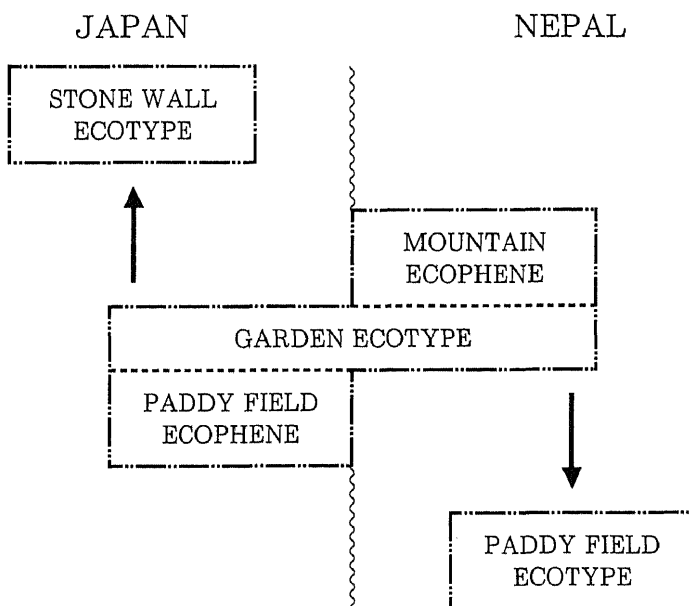 JAPAN
NEPAL
STONE WALL
ECOTYPE
MOUNTAIN
ECOPHENE
GARDEN ECOTYPE
PADDY FIELD
ECOPHENE
PADDY FIELD
ECOTYPE